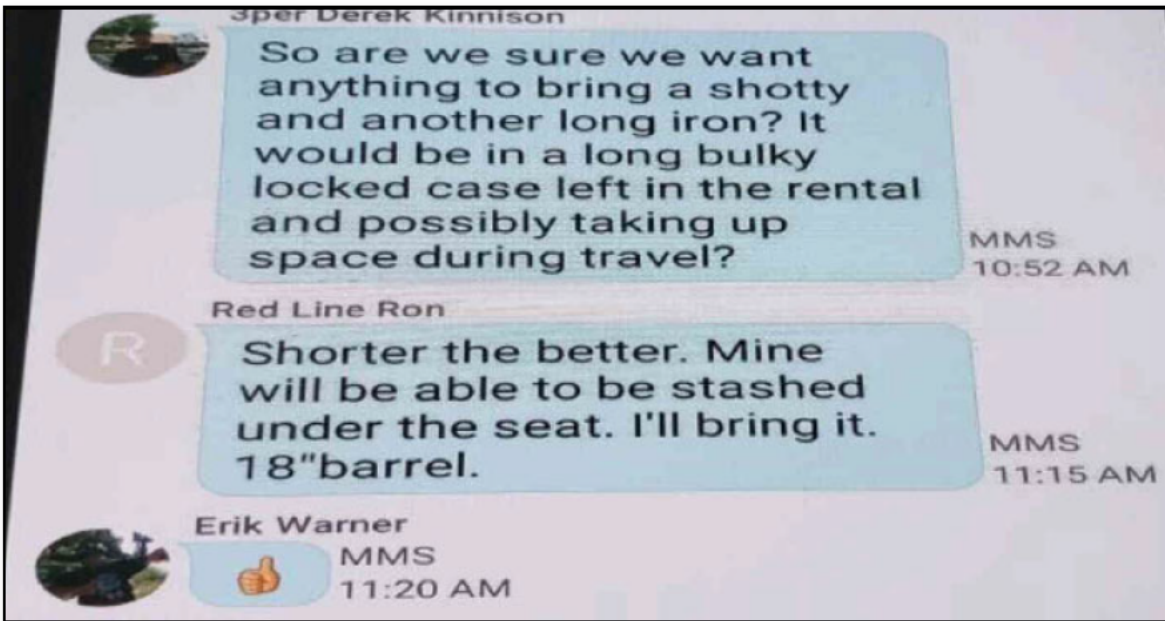 3per Derek Kinnison
So are we sure we want
anything to bring a shotty
and another long iron? It
would be in a long bulky
locked case left in the rental
and possibly taking up
space during travel?
MMS
10:52 AM
Red Line Ron
R
Shorter the better. Mine
will be able to be stashed
under the seat. I'll bring it.
18"barrel.
MMS
11:15 AM
Erik Warner
👍
MMS
11:20 AM